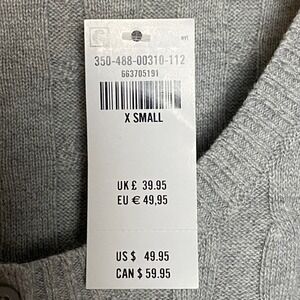 350-488-00310-112
663705191
X SMALL
UK £ 39.95
EU € 49,95
US $ 49.95
CAN $ 59.95